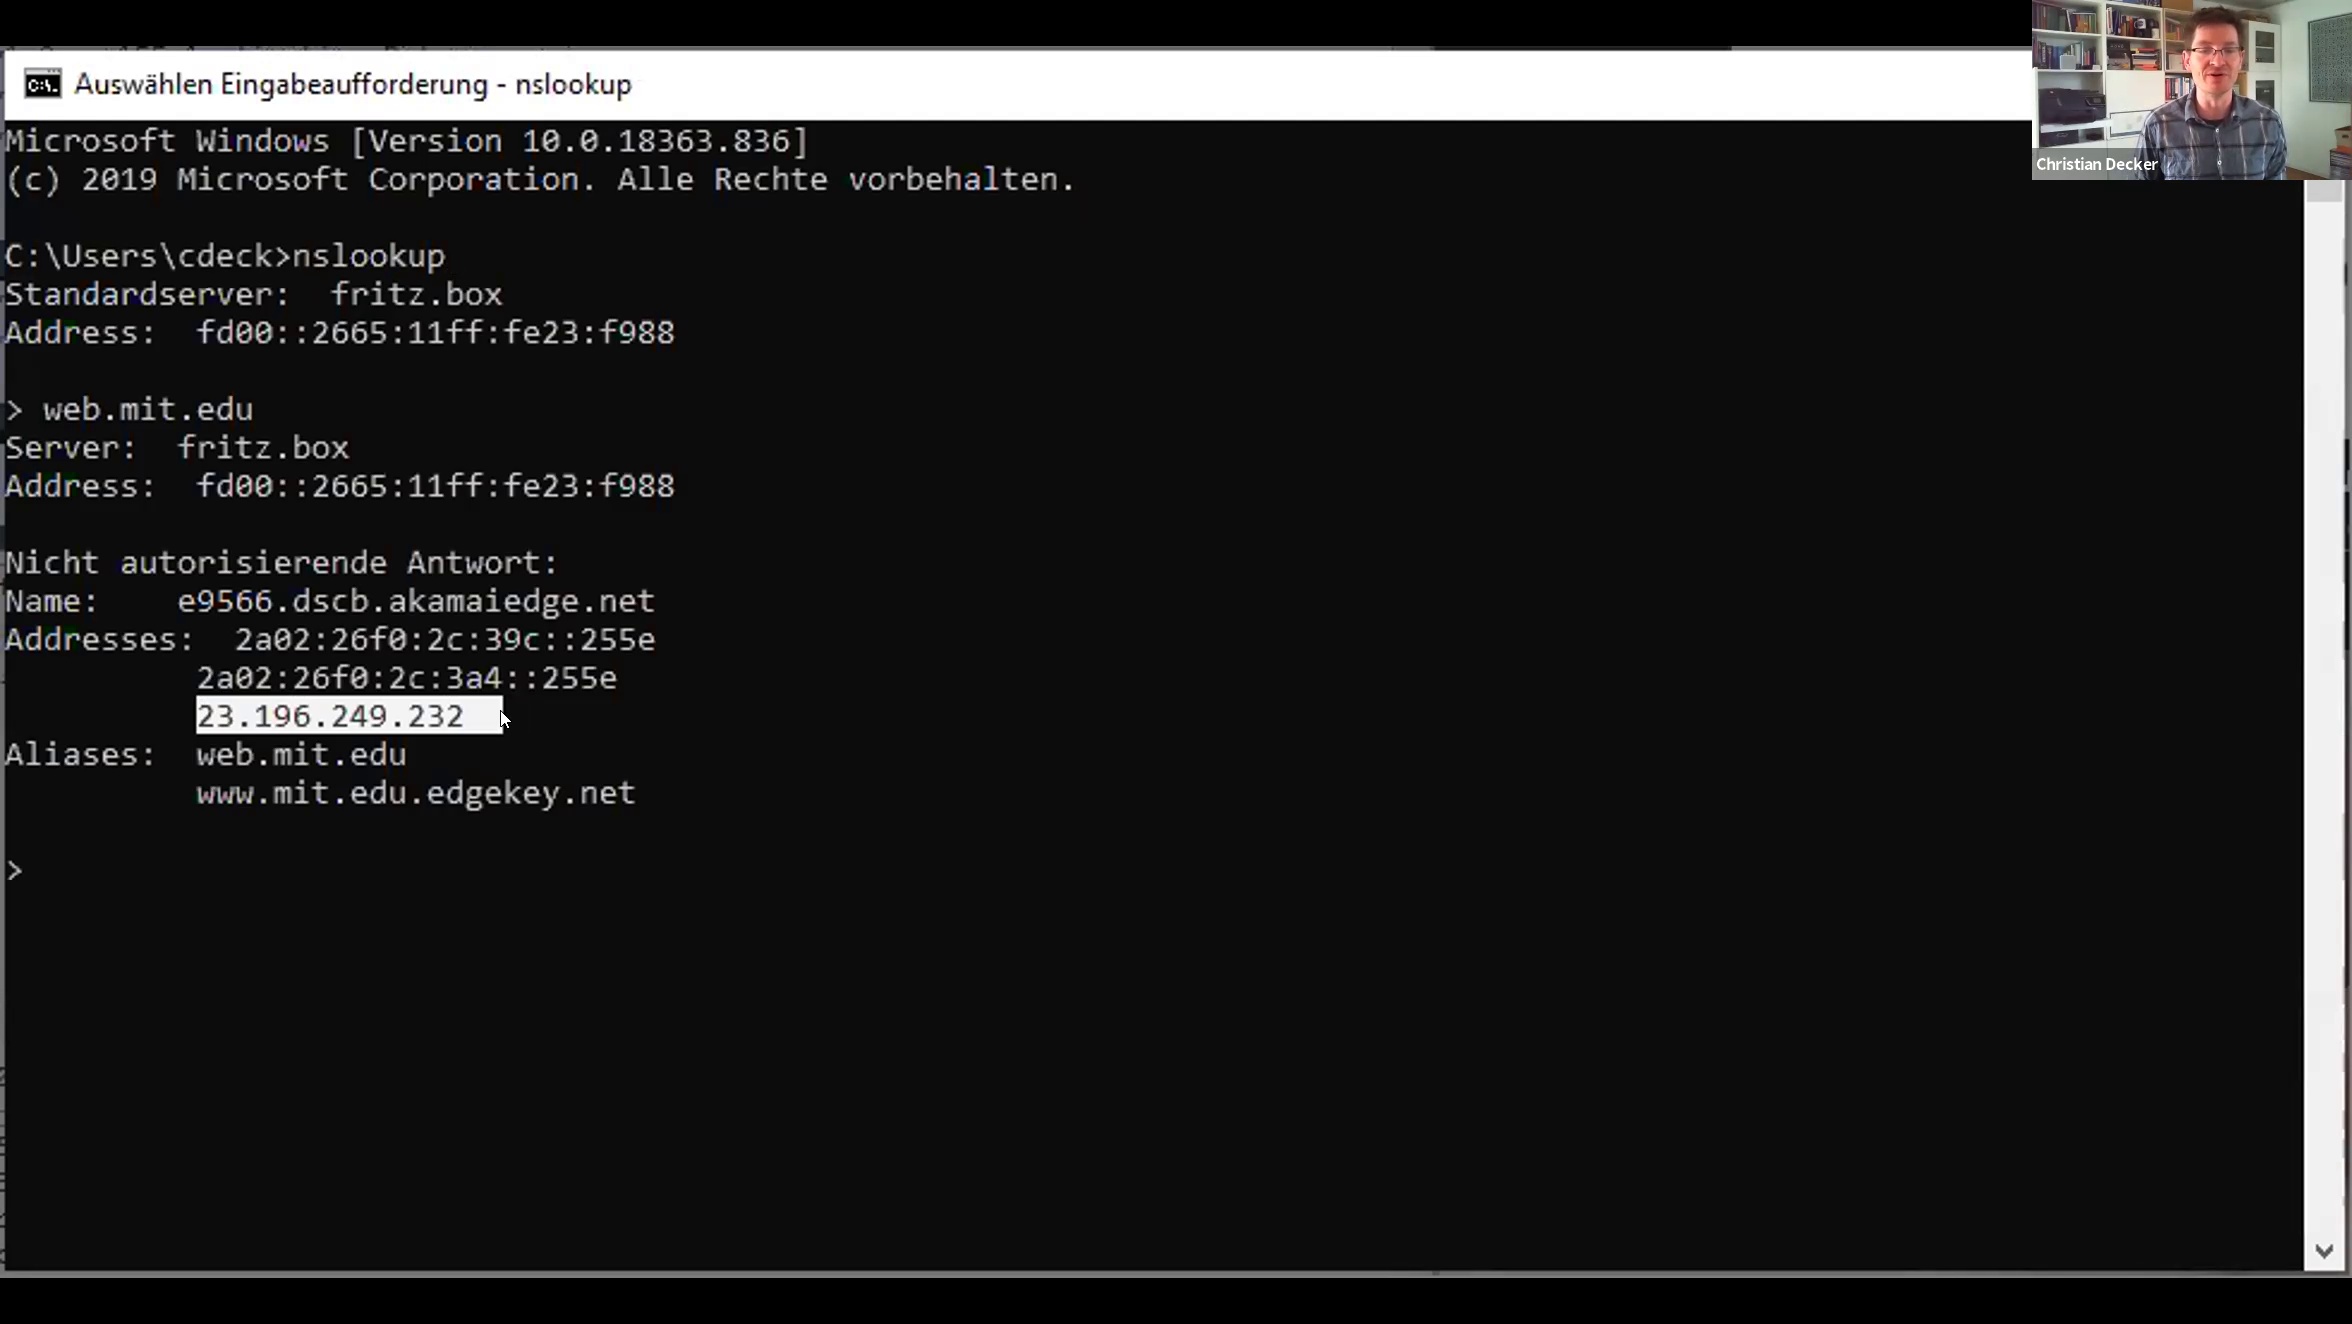 Auswählen Eingabeaufforderung - nslookup
Christian Decker
Microsoft Windows [Version 10.0.18363.836]
(c) 2019 Microsoft Corporation. Alle Rechte vorbehalten.
C:\Users\cdeck>nslookup
Standardserver:  fritz.box
Address:  fd00::2665:11ff:fe23:f988
> web.mit.edu
Server:  fritz.box
Address:  fd00::2665:11ff:fe23:f988
Nicht autorisierende Antwort:
Name:    e9566.dscb.akamaiedge.net
Addresses:  2a02:26f0:2c:39c::255e
2a02:26f0:2c:3a4::255e
23.196.249.232
Aliases:  web.mit.edu
www.mit.edu.edgekey.net
>